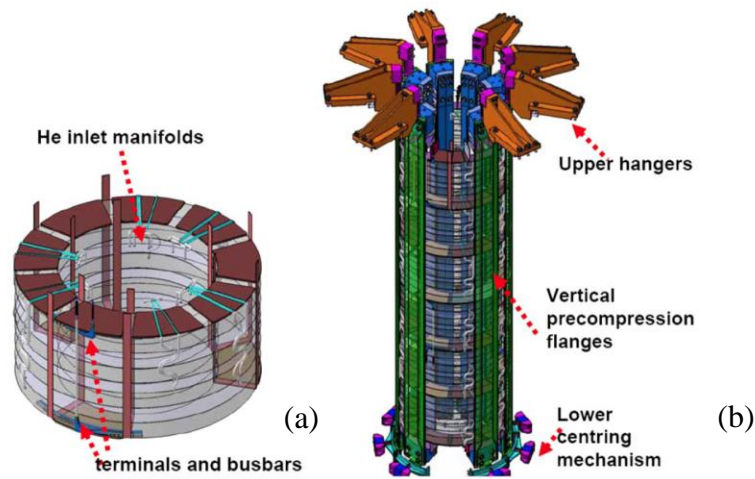 He inlet manifolds
Upper hangers
Vertical
precompression
flanges
(a)
(b)
Lower
centring
mechanism
terminals and busbars